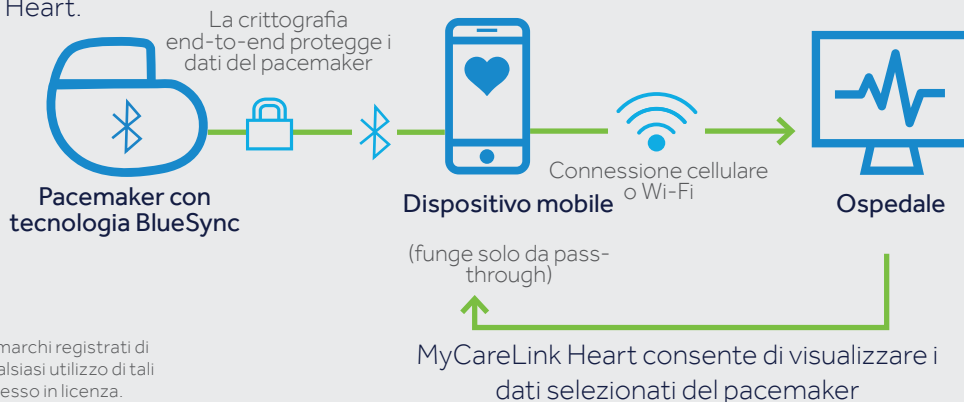 Heart.
La crittografia
end-to-end protegge i
dati del pacemaker
Pacemaker con
tecnologia BlueSync
Connessione cellulare
o Wi-Fi
Dispositivo mobile
(funge solo da pass-
through)
Ospedale
MyCareLink Heart consente di visualizzare i
dati selezionati del pacemaker
marchi registrati di
alsiasi utilizzo di tali
esso in licenza.